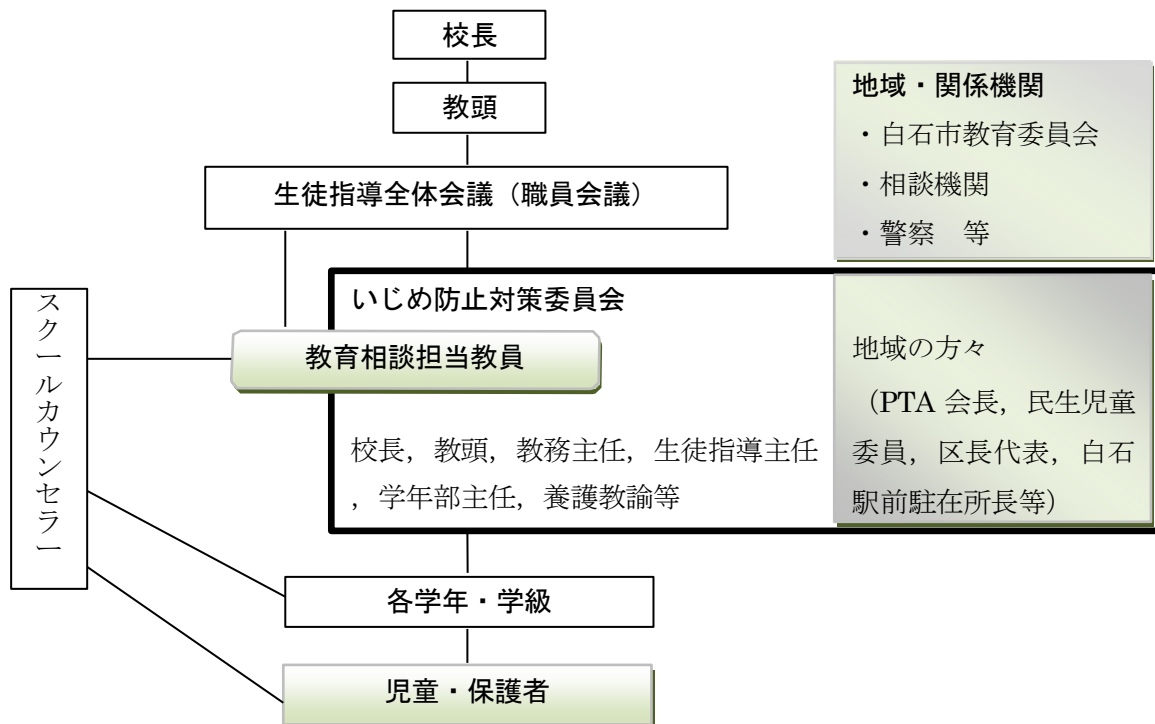 校長
教頭
生徒指導全体会議（職員会議）
地域・関係機関
・白石市教育委員会
・相談機関
・警察　等
スクールカウンセラー
いじめ防止対策委員会
教育相談担当教員
校長，教頭，教務主任，生徒指導主任
，学年部主任，養護教諭等
地域の方々
（PTA 会長，民生児童
委員，区長代表，白石
駅前駐在所長等）
各学年・学級
児童・保護者